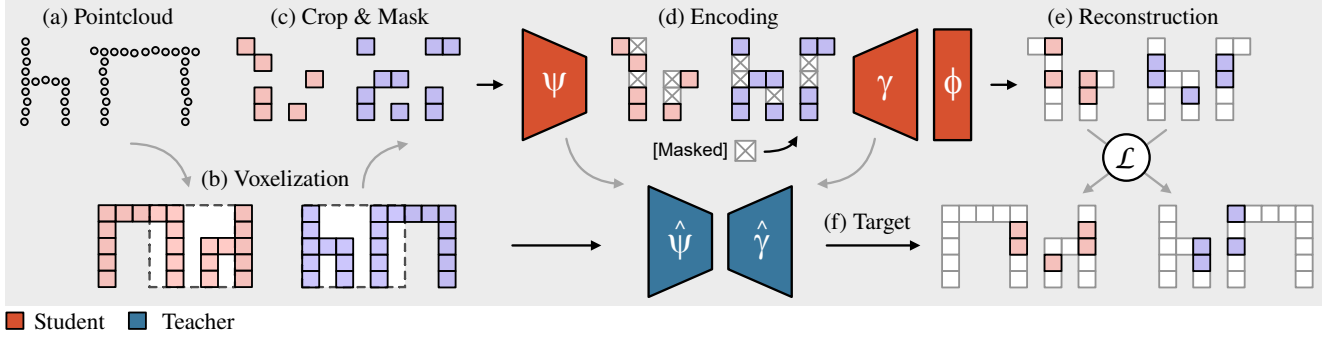 (a) Pointcloud
(c) Crop & Mask
(d) Encoding
(e) Reconstruction
ψ
γ
ϕ
[Masked]
ℒ
(b) Voxelization
ψ̂
γ̂
(f) Target
Student
Teacher